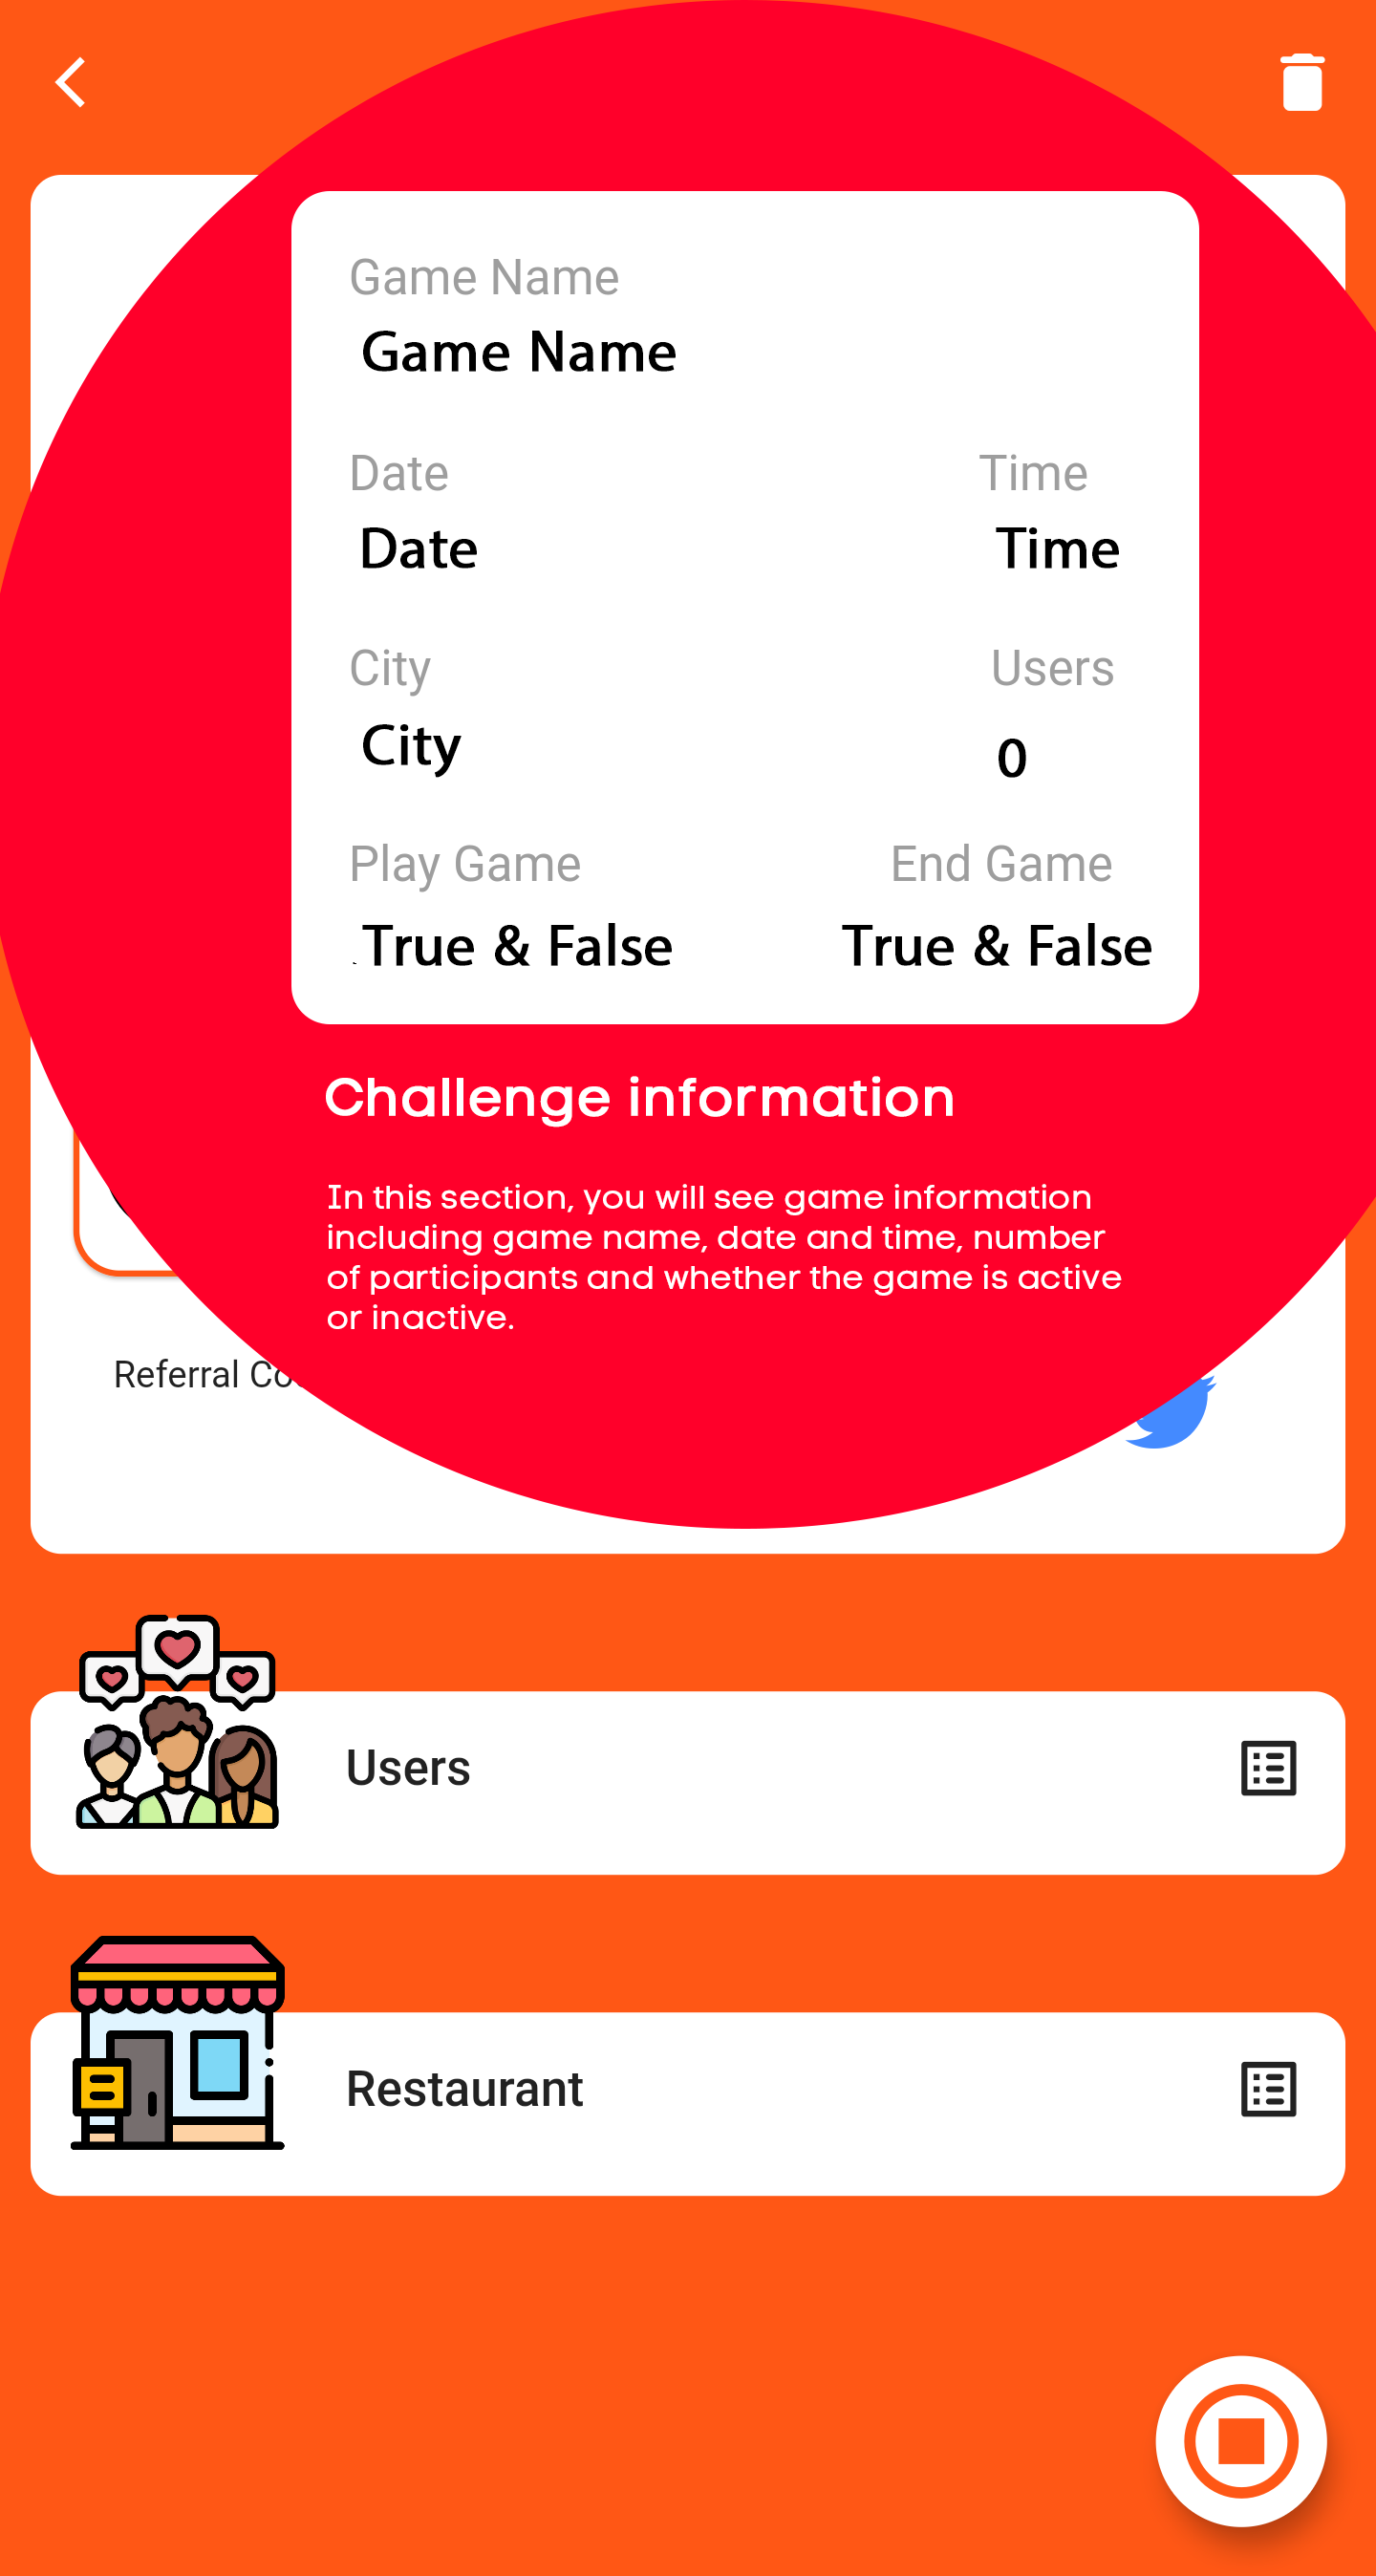 Game Name
Game Name
Date Time
Date Time
City Users
City 0
Play Game End Game
True & False True & False
Challenge information
In this section, you will see game information
including game name, date and time, number
of participants and whether the game is active
or inactive.
Referral
Users
Restaurant